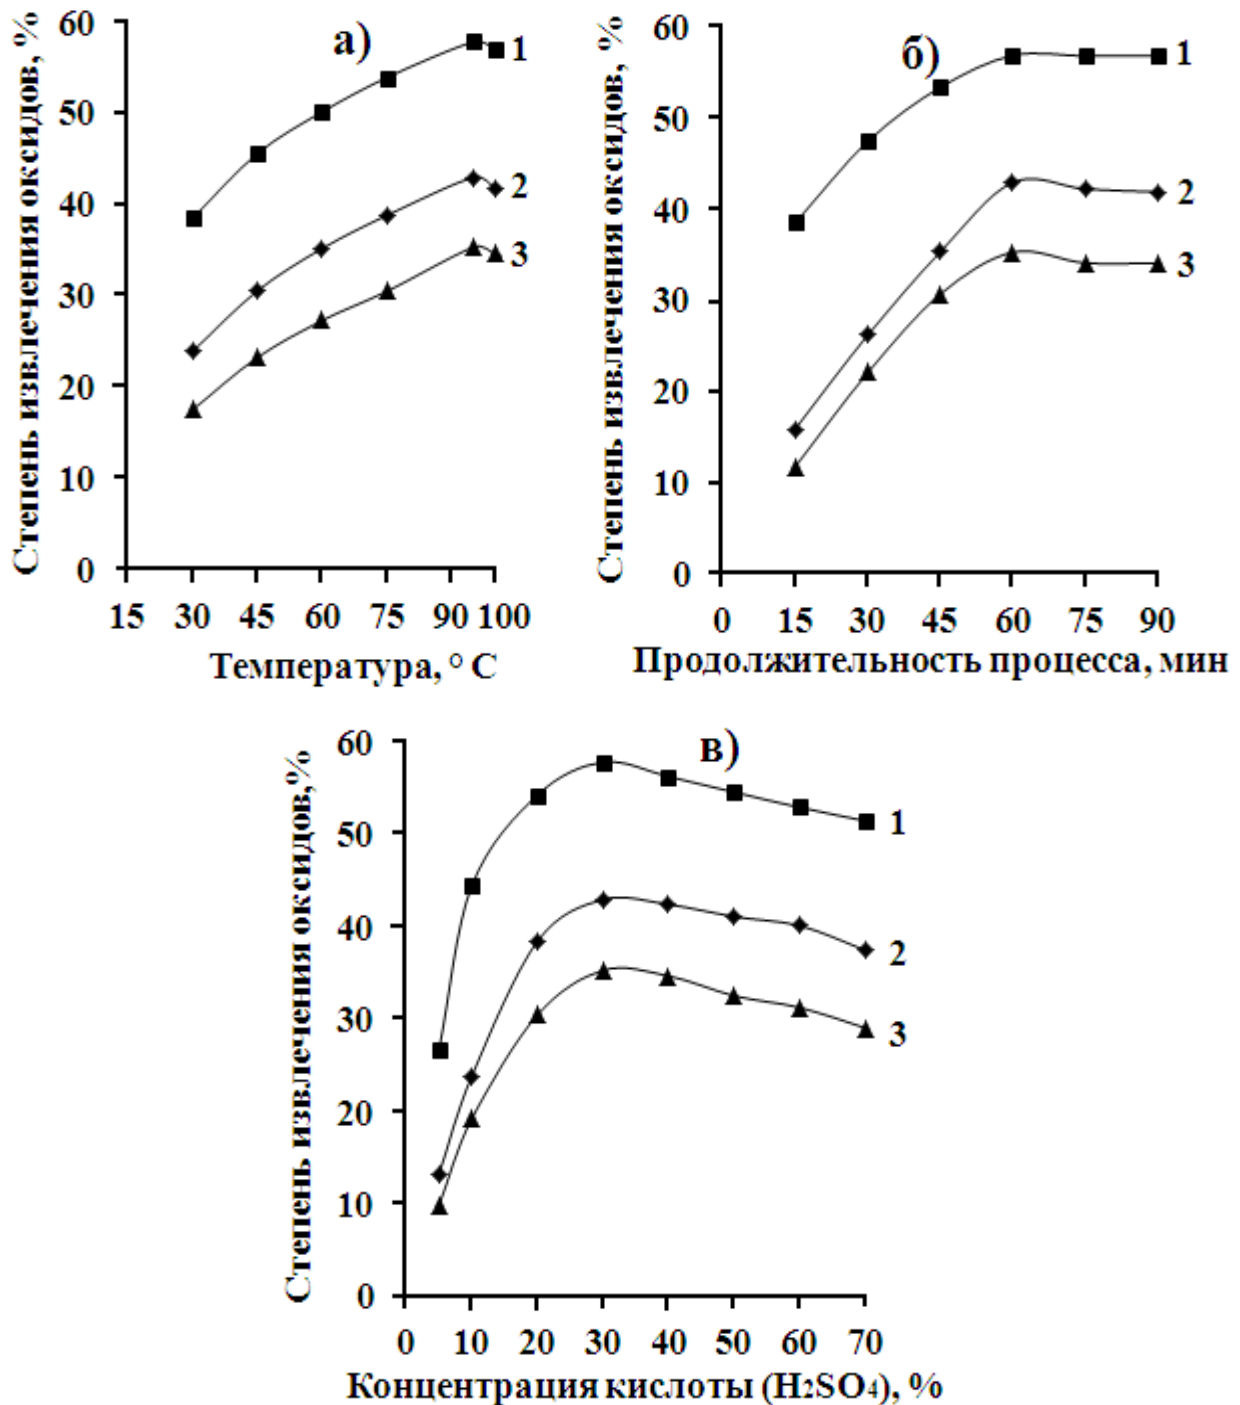 Степень извлечения оксидов, %
60
50
40
30
20
10
0
а)
1
2
3
15 30 45 60 75 90 100
Температура, ° С
Степень извлечения оксидов, %
60
50
40
30
20
10
0
б)
1
2
3
0 15 30 45 60 75 90
Продолжительность процесса, мин
Степень извлечения оксидов,%
60
50
40
30
20
10
0
в)
1
2
3
0 10 20 30 40 50 60 70
Концентрация кислоты (H2SO4), %